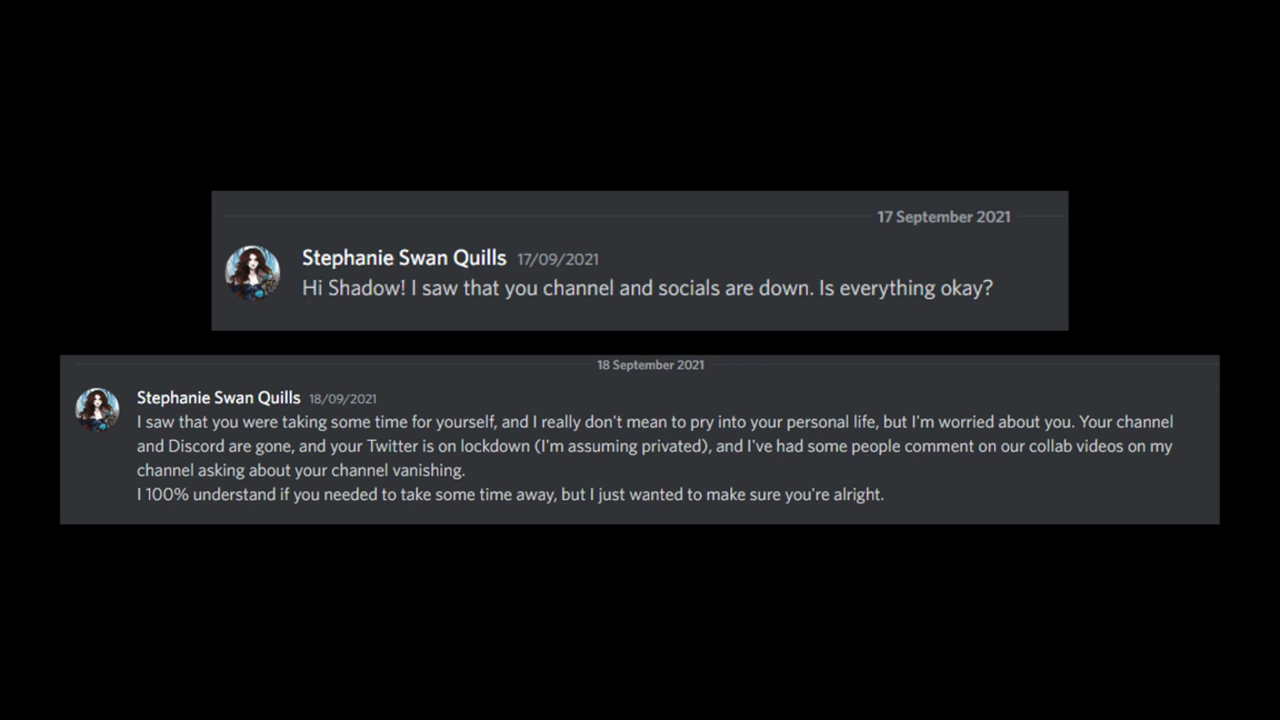 17 September 2021
Stephanie Swan Quills 17/09/2021
Hi Shadow! I saw that you channel and socials are down. Is everything okay?
18 September 2021
Stephanie Swan Quills 18/09/2021
I saw that you were taking some time for yourself, and I really don't mean to pry into your personal life, but I'm worried about you. Your channel
and Discord are gone, and your Twitter is on lockdown (I'm assuming privated), and I've had some people comment on our collab videos on my
channel asking about your channel vanishing.
I 100% understand if you needed to take some time away, but I just wanted to make sure you're alright.